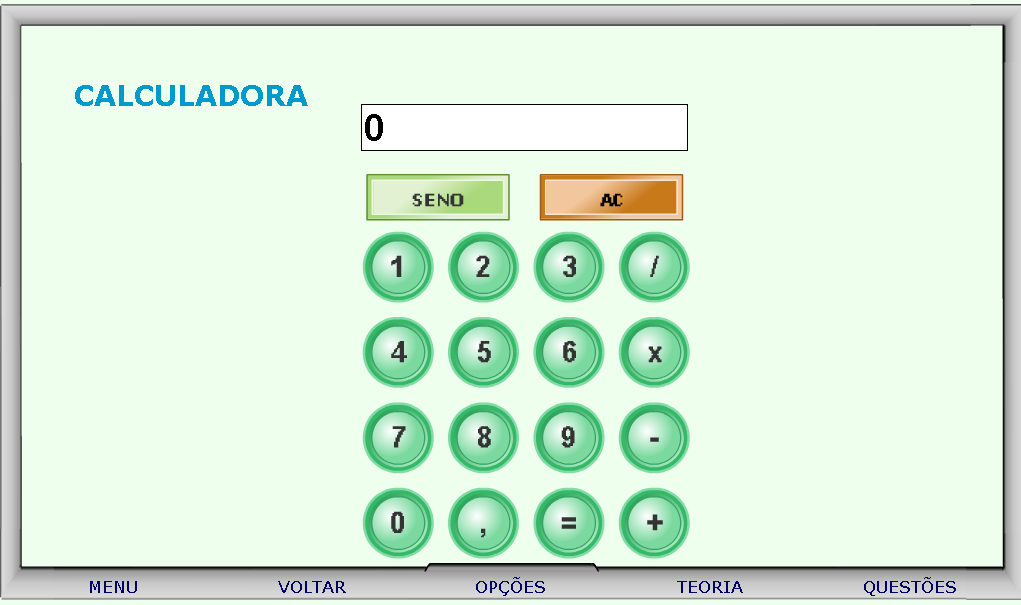 CALCULADORA
0
SENO AC
1 2 3 /
4 5 6 x
7 8 9 -
0 , = +
MENU VOLTAR OPÇÕES TEORIA QUESTÕES